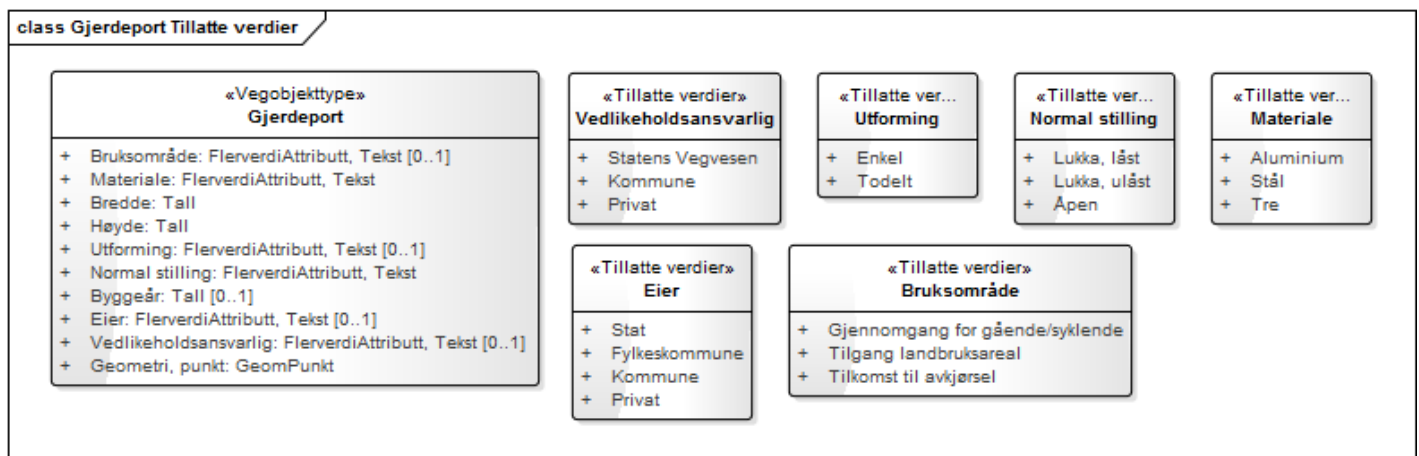 class Gjerdeport Tillatte verdier
«Vegobjekttype»
Gjerdeport
+ Bruksområde: FlerverdiAttributt, Tekst [0..1]
+ Materiale: FlerverdiAttributt, Tekst
+ Bredde: Tall
+ Høyde: Tall
+ Utforming: FlerverdiAttributt, Tekst [0..1]
+ Normal stilling: FlerverdiAttributt, Tekst
+ Byggeår: Tall [0..1]
+ Eier: FlerverdiAttributt, Tekst [0..1]
+ Vedlikeholdsansvarlig: FlerverdiAttributt, Tekst [0..1]
+ Geometri, punkt: GeomPunkt
«Tillatte verdier»
Vedlikeholdsansvarlig
+ Statens Vegvesen
+ Kommune
+ Privat
«Tillatte ver...
Utforming
+ Enkel
+ Todelt
«Tillatte ver...
Normal stilling
+ Lukka, låst
+ Lukka, ulåst
+ Åpen
«Tillatte ver...
Materiale
+ Aluminium
+ Stål
+ Tre
«Tillatte verdier»
Eier
+ Stat
+ Fylkeskommune
+ Kommune
+ Privat
«Tillatte verdier»
Bruksområde
+ Gjennomgang for gående/syklende
+ Tilgang landbruksareal
+ Tilkomst til avkjørsel